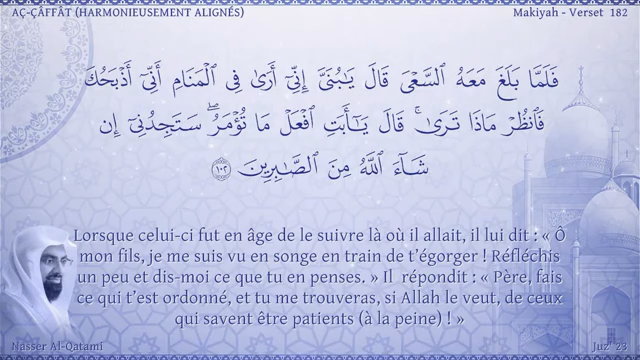 AÇ-ÇÂFFÂT (HARMONIEUSEMENT ALIGNÉS)
Makiyah - Verset 182
فَلَمَّا بَلَغَ مَعَهُ ٱلسَّعۡىَ قَالَ يَـٰبُنَىَّ إِنِّىٓ أَرَىٰ فِى ٱلۡمَنَامِ أَنِّىٓ أَذۡبَحُكَ
فَٱنظُرۡ مَاذَا تَرَىٰۚ قَالَ يَـٰٓأَبَتِ ٱفۡعَلۡ مَا تُؤۡمَرُۖ سَتَجِدُنِىٓ إِن
شَآءَ ٱللَّهُ مِنَ ٱلصَّـٰبِرِينَ ١٠٢
Lorsque celui-ci fut en âge de le suivre là où il allait, il lui dit : « Ô
mon fils, je me suis vu en songe en train de t’égorger ! Réfléchis
un peu et dis-moi ce que tu en penses. » Il répondit : « Père, fais
ce qui t’est ordonné, et tu me trouveras, si Allah le veut, de ceux
qui savent être patients (à la peine) ! »
Nasser Al-Qatami
Juz' 23